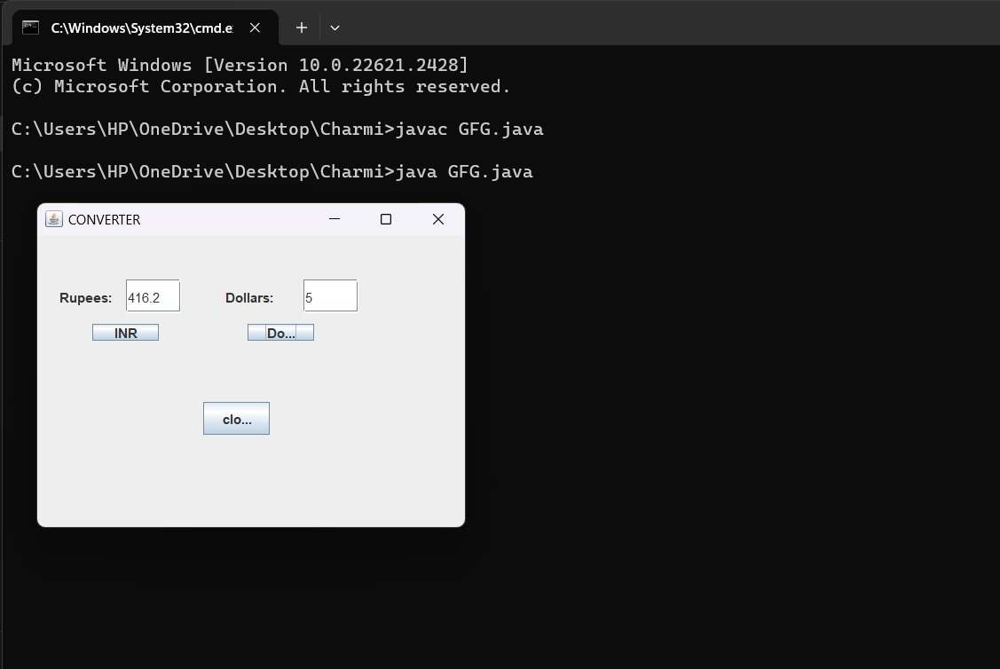 C:\Windows\System32\cmd.e
Microsoft Windows [Version 10.0.22621.2428]
(c) Microsoft Corporation. All rights reserved.
C:\Users\HP\OneDrive\Desktop\Charmi>javac GFG.java
C:\Users\HP\OneDrive\Desktop\Charmi>java GFG.java
CONVERTER
Rupees: 416.2 Dollars: 5
INR Do...
clo...